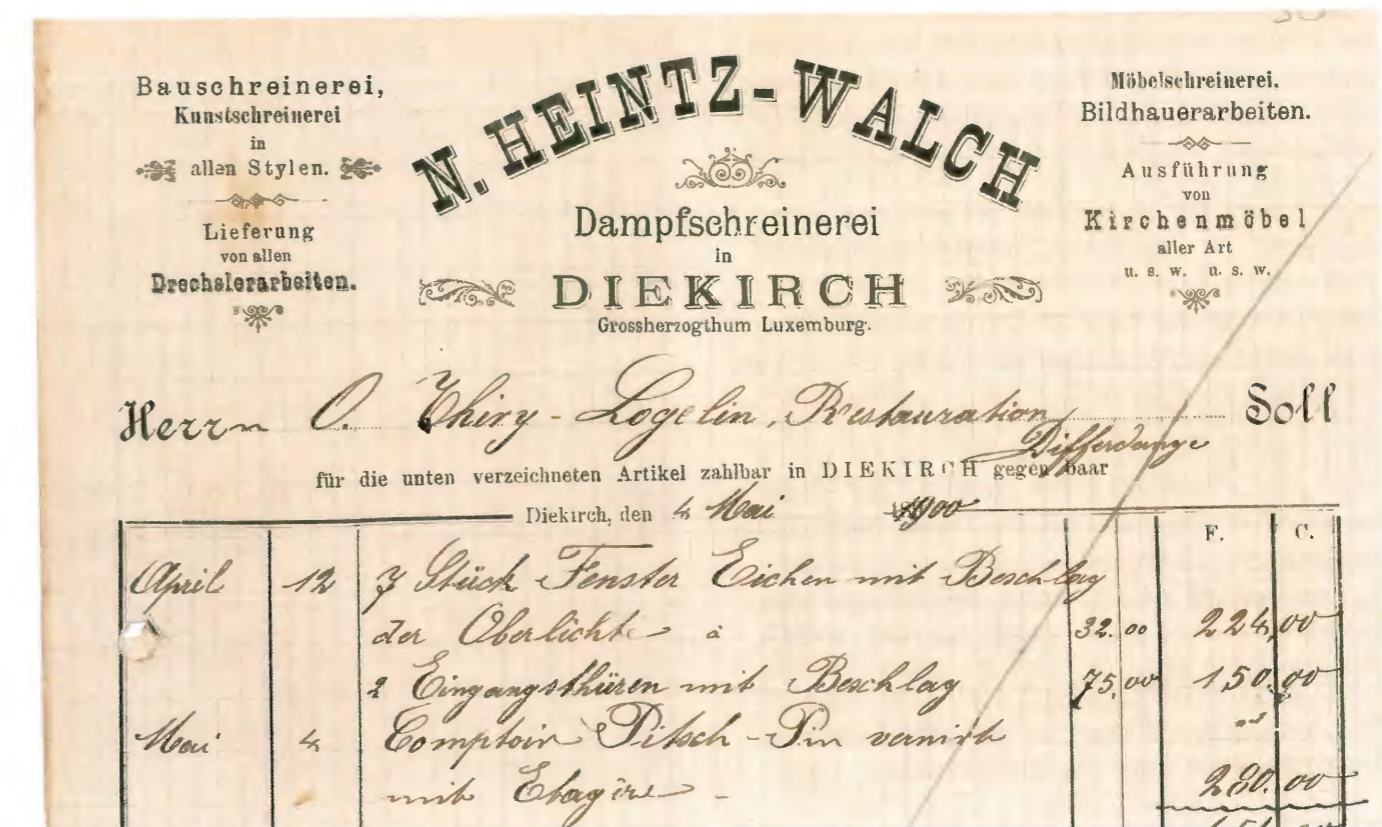 Bauschreinerei,
Kunstschreinerei
in
allen Stylen.
Lieferung
von allen
Drechslerarbeiten.
N. HEINTZ-WALCH
Dampfschreinerei
in
DIEKIRCH
Grossherzogthum Luxemburg.
Möbelschreinerei.
Bildhauerarbeiten.
Ausführung
von
Kirchenmöbel
aller Art
u. s. w. u. s. w.
Herrn O. Thiry-Logelin, Restauration Soll
Differdange
für die unten verzeichneten Artikel zahlbar in DIEKIRCH gegen baar
Diekirch, den 4 Mai 1900
F. C.
April 12 7 Stück Fenster Eichen mit Beschlag
der Oberlichte à 32.00 224,00
2 Eingangsthüren mit Beschlag 75,00 150,00
Mai 4 Comptoir Pitsch-Pin vernirt
mit Etagère - 280.00